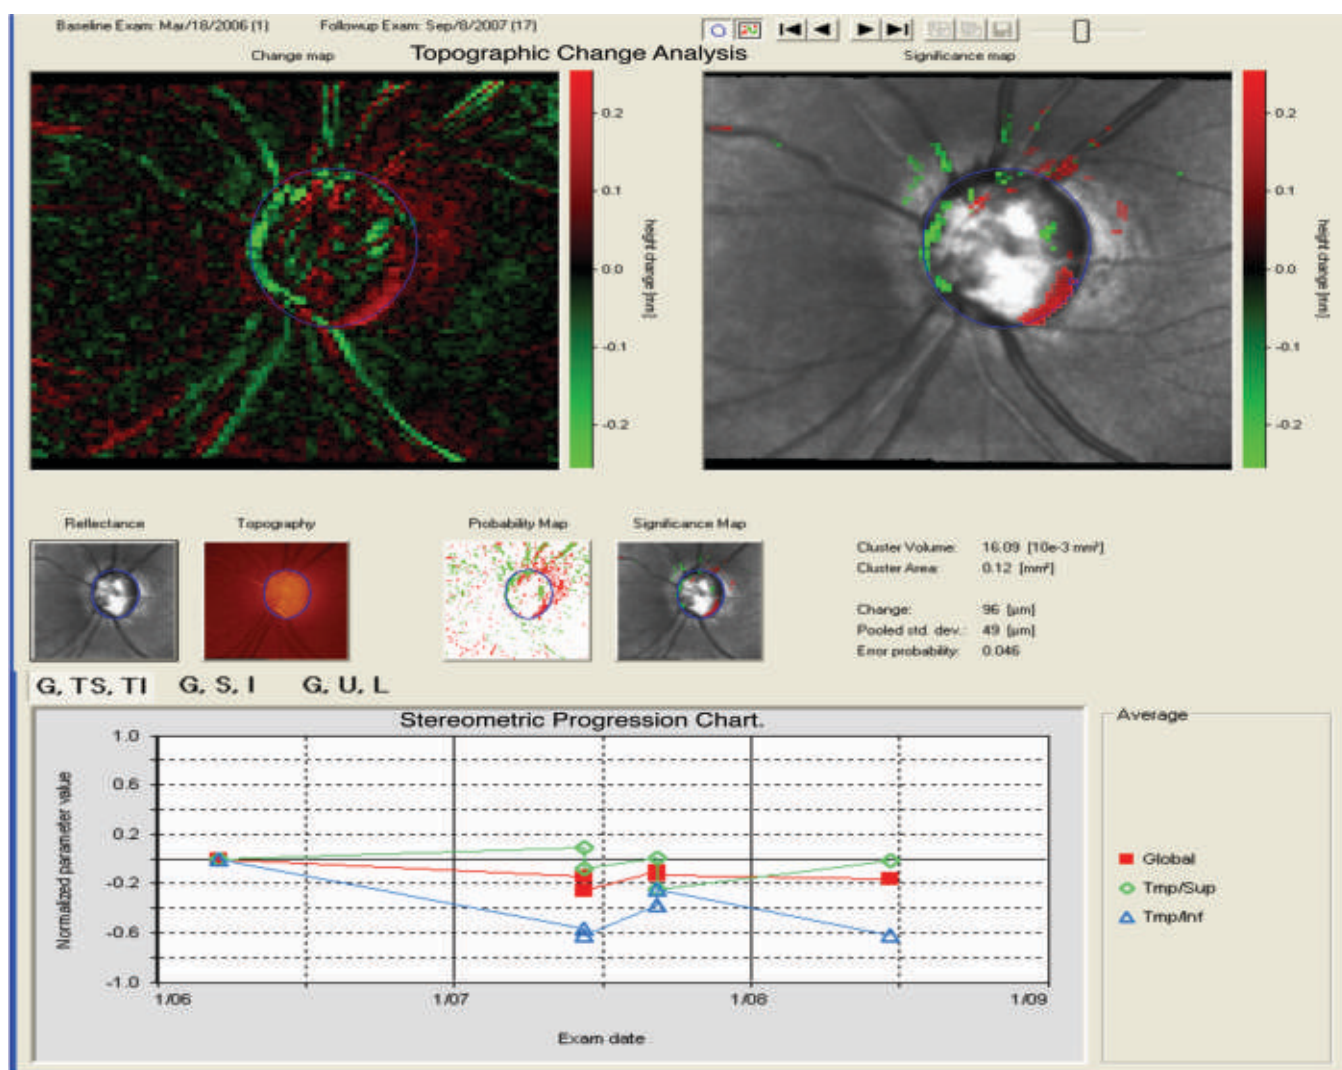 Baseline Exam: Mar/18/2006 (1) Followup Exam: Sep/8/2007 (17)
Change map Topographic Change Analysis Significance map
0.2
0.1
0.0
-0.1
-0.2
height change [mm]
0.2
0.1
0.0
-0.1
-0.2
height change [mm]
Reflectance Topography Probability Map Significance Map
Cluster Volume: 16.09 [10e-3 mm³]
Cluster Area: 0.12 [mm²]
Change: 96 [µm]
Pooled std. dev.: 49 [µm]
Error probability: 0.046
G, TS, TI G, S, I G, U, L
Stereometric Progression Chart.
Normalized parameter value
1.0
0.6
0.2
-0.2
-0.6
-1.0
1/06 1/07 1/08 1/09
Exam date
Average
Global
Tmp/Sup
Tmp/Inf